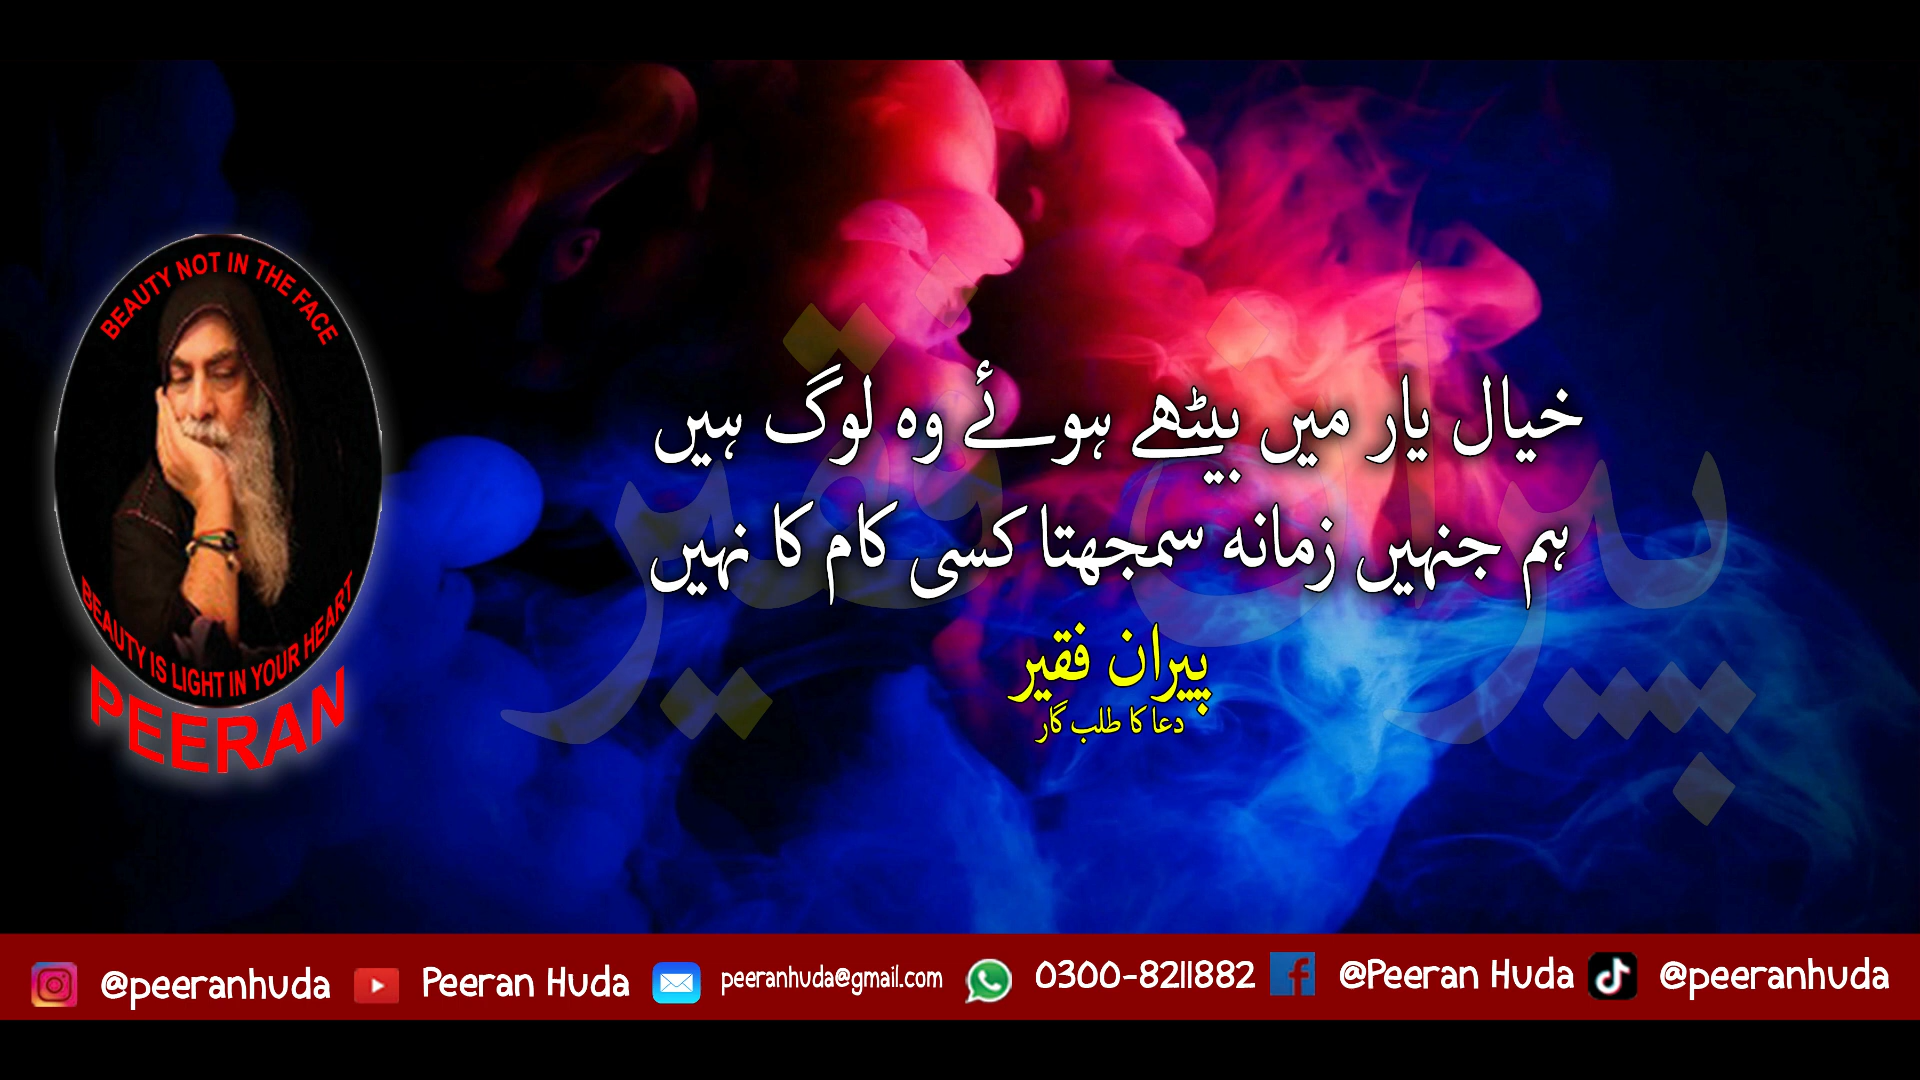 BEAUTY NOT IN THE FACE
BEAUTY IS LIGHT IN YOUR HEART
PEERAN
پیران فقیر
خیال یار میں بیٹھے ہوئے وہ لوگ ہیں
ہم جنہیں زمانہ سمجھتا کسی کام کا نہیں
پیران فقیر
دعا کا طلب گار
@peeranhuda Peeran Huda peeranhuda@gmail.com 0300-8211882 @Peeran Huda @peeranhuda